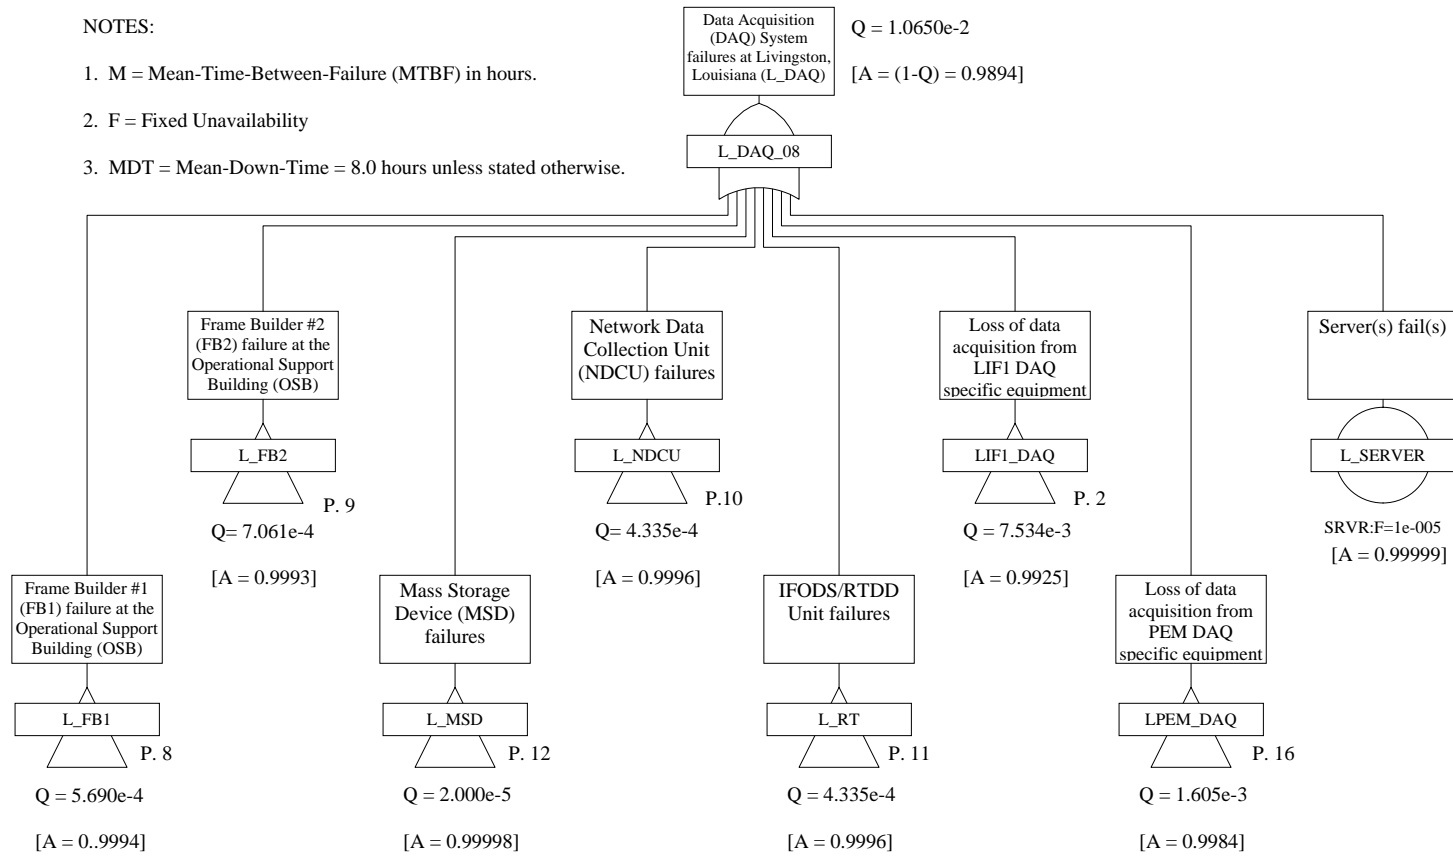 NOTES:
1. M = Mean-Time-Between-Failure (MTBF) in hours.
2. F = Fixed Unavailability
3. MDT = Mean-Down-Time = 8.0 hours unless stated otherwise.
Data Acquisition
(DAQ) System
failures at Livingston,
Louisiana (L_DAQ)
Q = 1.0650e-2
[A = (1-Q) = 0.9894]
L_DAQ_08
Frame Builder #2
(FB2) failure at the
Operational Support
Building (OSB)
L_FB2
P. 9
Q= 7.061e-4
[A = 0.9993]
Network Data
Collection Unit
(NDCU) failures
L_NDCU
P.10
Q= 4.335e-4
[A = 0.9996]
Loss of data
acquisition from
LIF1 DAQ
specific equipment
LIF1_DAQ
P. 2
Q = 7.534e-3
[A = 0.9925]
Server(s) fail(s)
L_SERVER
SRVR:F=1e-005
[A = 0.99999]
Frame Builder #1
(FB1) failure at the
Operational Support
Building (OSB)
L_FB1
P. 8
Q = 5.690e-4
[A = 0..9994]
Mass Storage
Device (MSD)
failures
L_MSD
P. 12
Q = 2.000e-5
[A = 0.99998]
IFODS/RTDD
Unit failures
L_RT
P. 11
Q = 4.335e-4
[A = 0.9996]
Loss of data
acquisition from
PEM DAQ
specific equipment
LPEM_DAQ
P. 16
Q = 1.605e-3
[A = 0.9984]